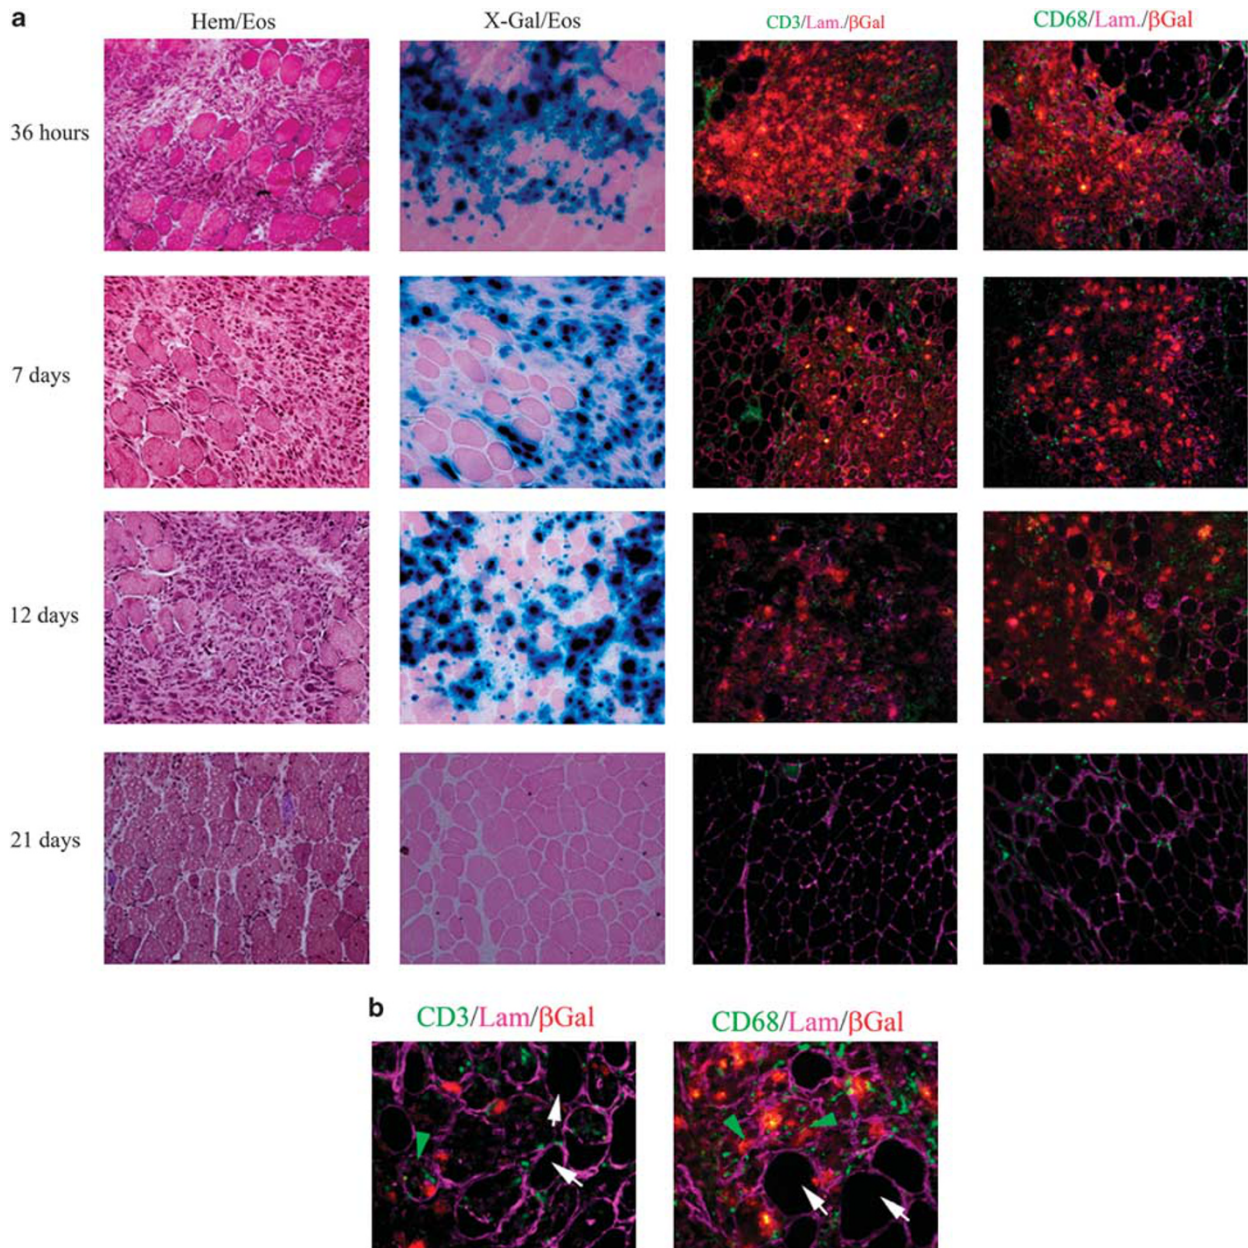 a
Hem/Eos
X-Gal/Eos
CD3/Lam./βGal
CD68/Lam./βGal
36 hours
7 days
12 days
21 days
b
CD3/Lam/βGal
CD68/Lam/βGal